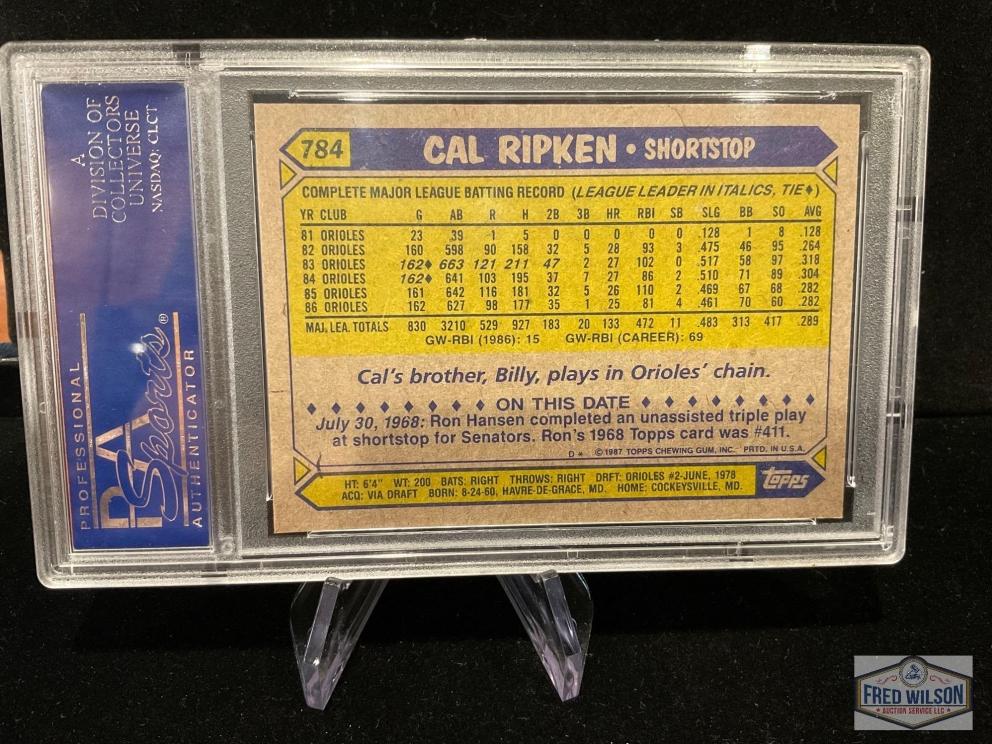 A
DIVISION OF
COLLECTORS
UNIVERSE
NASDAQ: CLCT
PSA
Sports®
PROFESSIONAL
AUTHENTICATOR
784
CAL RIPKEN • SHORTSTOP
COMPLETE MAJOR LEAGUE BATTING RECORD (LEAGUE LEADER IN ITALICS, TIE♦)
YR CLUB G AB R H 2B 3B HR RBI SB SLG BB SO AVG
81 ORIOLES 23 39 1 5 0 0 0 0 0 .128 1 8 .128
82 ORIOLES 160 598 90 158 32 5 28 93 3 .475 46 95 .264
83 ORIOLES 162♦ 663 121 211 47 2 27 102 0 .517 58 97 .318
84 ORIOLES 162♦ 641 103 195 37 7 27 86 2 .510 71 89 .304
85 ORIOLES 161 642 116 181 32 5 26 110 2 .469 67 68 .282
86 ORIOLES 162 627 98 177 35 1 25 81 4 .461 70 60 .282
MAJ. LEA. TOTALS 830 3210 529 927 183 20 133 472 11 .483 313 417 .289
GW-RBI (1986): 15 GW-RBI (CAREER): 69
Cal's brother, Billy, plays in Orioles' chain.
♦ ♦ ♦ ♦ ♦ ♦ ♦ ♦ ON THIS DATE ♦ ♦ ♦ ♦ ♦ ♦ ♦ ♦
July 30, 1968: Ron Hansen completed an unassisted triple play
at shortstop for Senators. Ron's 1968 Topps card was #411.
D* ©1987 TOPPS CHEWING GUM, INC. PRTD. IN U.S.A.
HT: 6'4" WT: 200 BATS: RIGHT THROWS: RIGHT DRFT: ORIOLES #2-JUNE, 1978
ACQ: VIA DRAFT BORN: 8-24-60, HAVRE-DE-GRACE, MD. HOME: COCKEYSVILLE, MD.
Topps
FRED WILSON
AUCTION SERVICE LLC